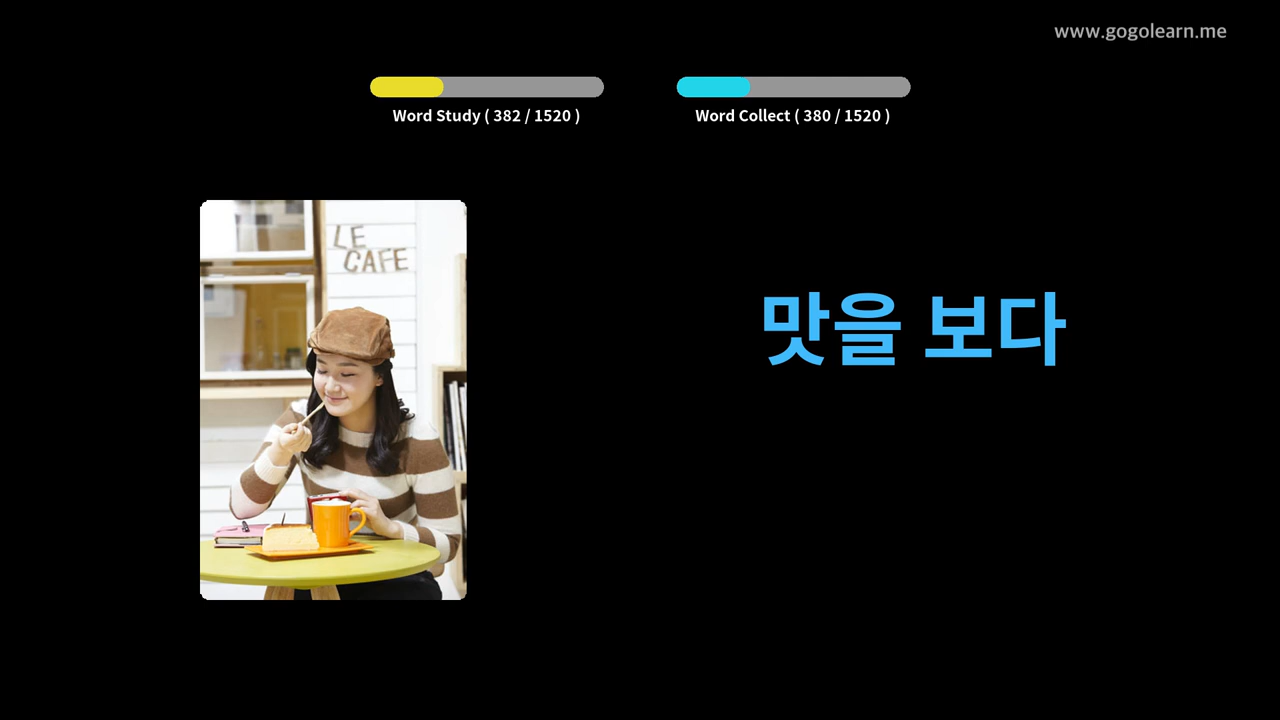 www.gogolearn.me
Word Study ( 382 / 1520 )
Word Collect ( 380 / 1520 )
LE
CAFE
맛을 보다